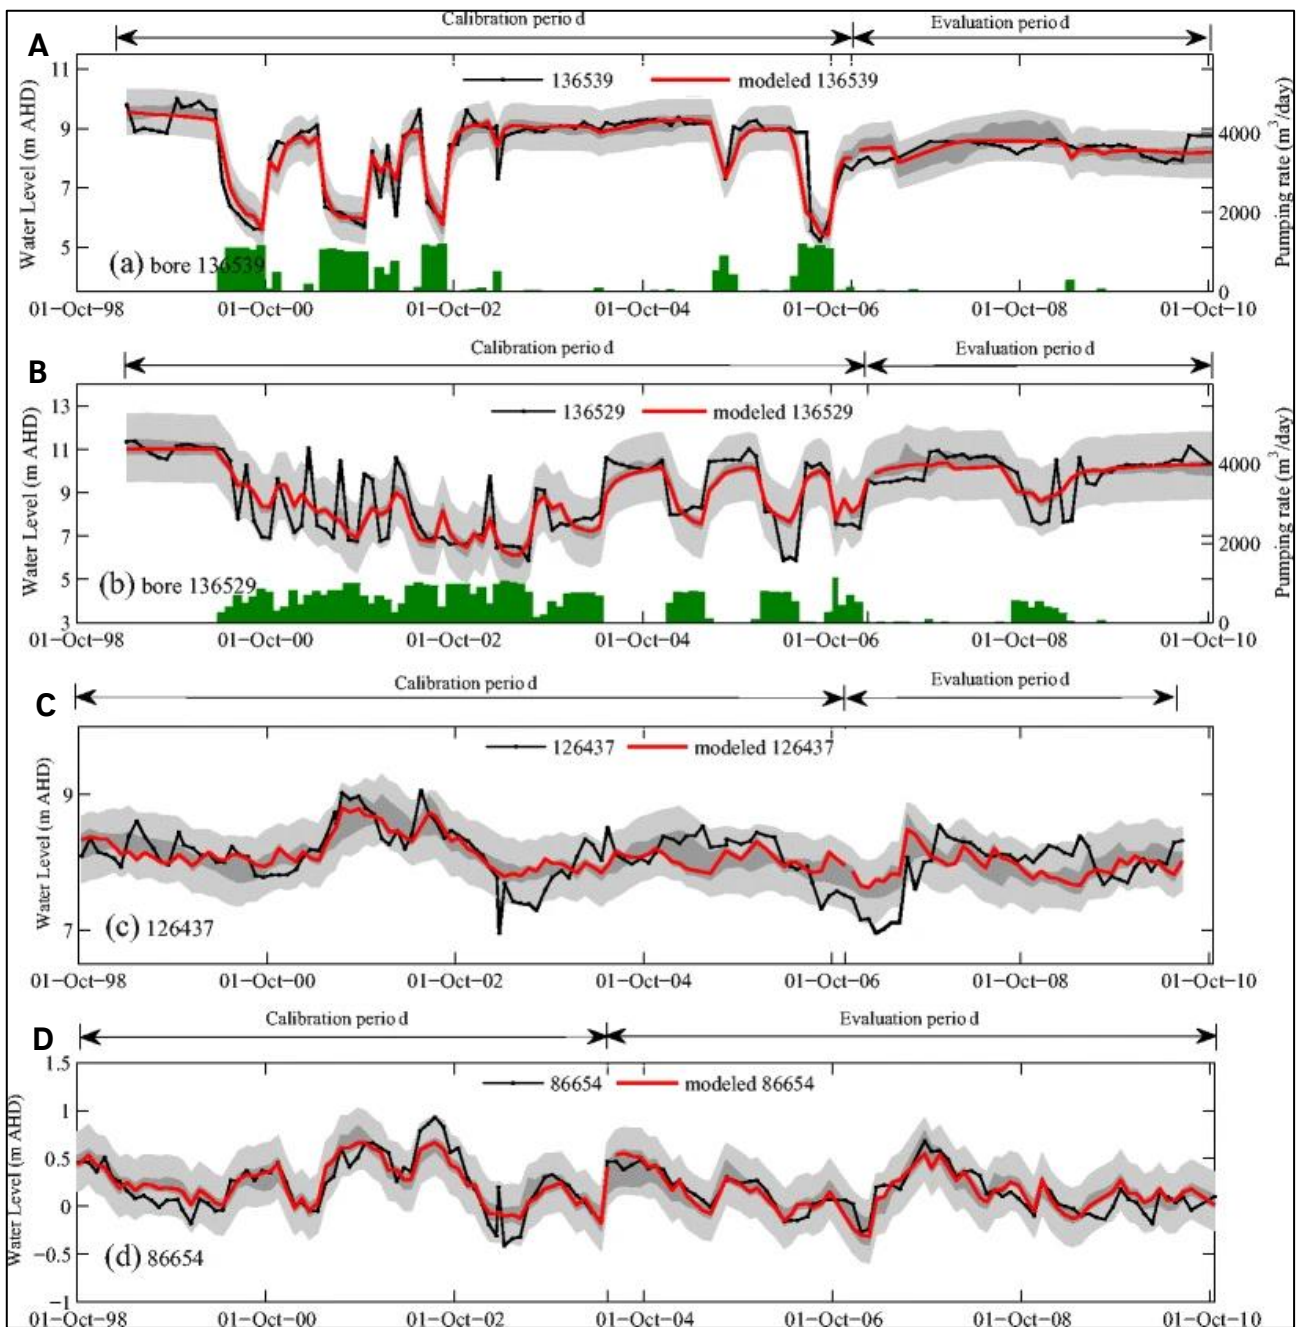 Calibration period
Evaluation period
A
11
136539
modeled 136539
9
4000
7
2000
5
(a) bore 136539
0
Water Level (m AHD)
Pumping rate (m³/day)
01-Oct-98 01-Oct-00 01-Oct-02 01-Oct-04 01-Oct-06 01-Oct-08 01-Oct-10
Calibration period
Evaluation period
B
13
136529
modeled 136529
11
4000
9
7
2000
5
(b) bore 136529
3
0
Water Level (m AHD)
Pumping rate (m³/day)
01-Oct-98 01-Oct-00 01-Oct-02 01-Oct-04 01-Oct-06 01-Oct-08 01-Oct-10
Calibration period
Evaluation period
C
126437
modeled 126437
9
7
(c) 126437
Water Level (m AHD)
01-Oct-98 01-Oct-00 01-Oct-02 01-Oct-04 01-Oct-06 01-Oct-08 01-Oct-10
Calibration period
Evaluation period
D
1.5
86654
modeled 86654
1
0.5
0
-0.5
(d) 86654
-1
Water Level (m AHD)
01-Oct-98 01-Oct-00 01-Oct-02 01-Oct-04 01-Oct-06 01-Oct-08 01-Oct-10